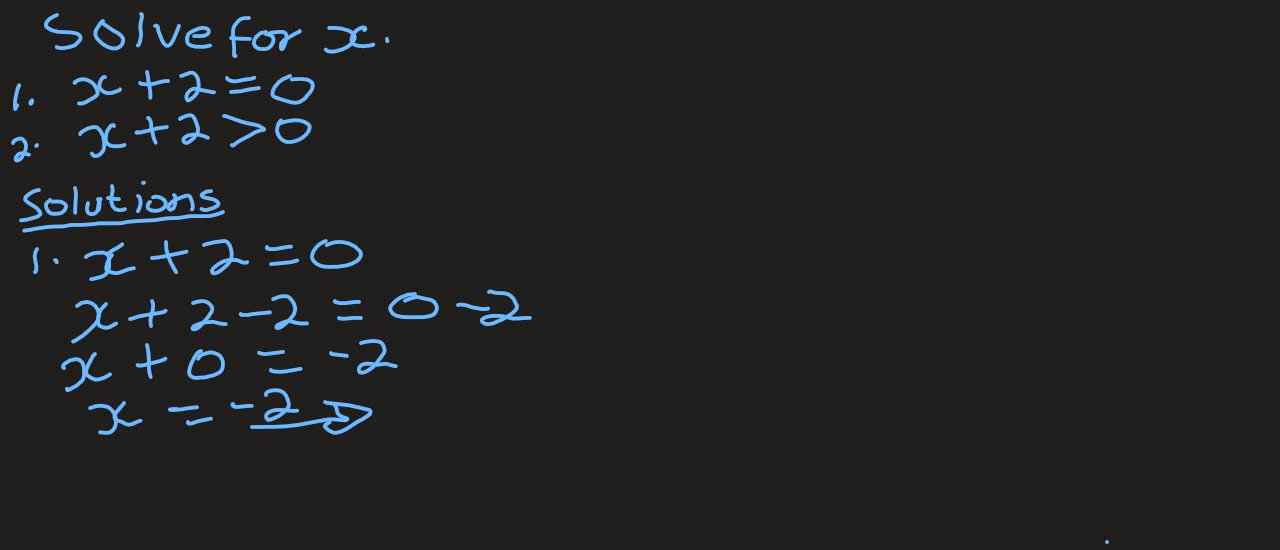 Solve for x.
1. x + 2 = 0
2. x + 2 > 0
Solutions
1. x + 2 = 0
x + 2 - 2 = 0 - 2
x + 0 = -2
x = -2